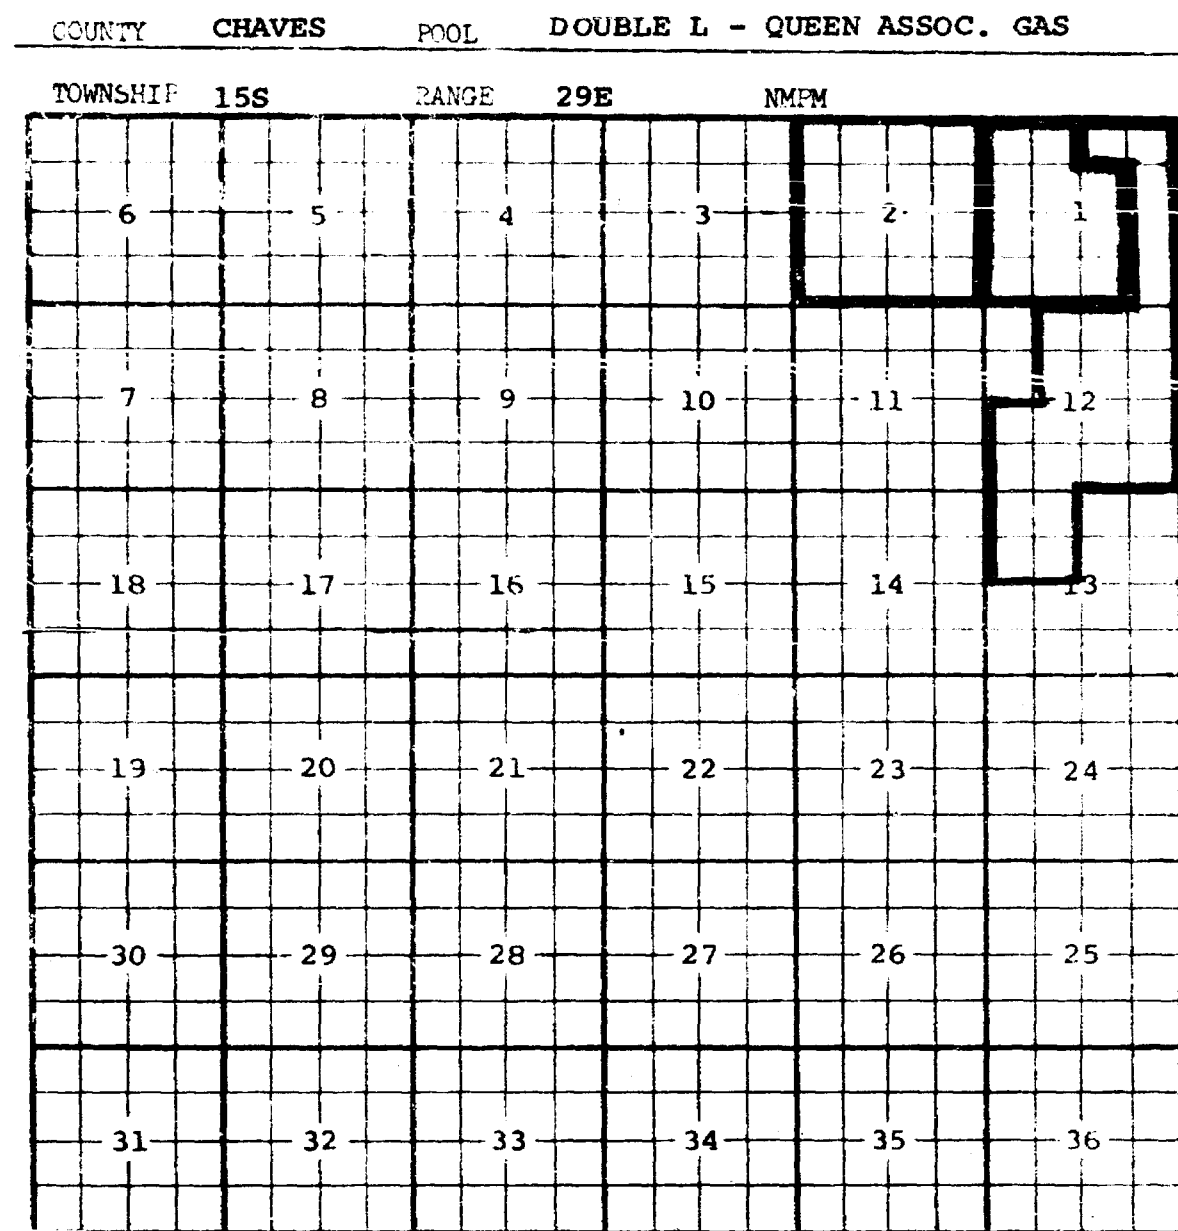 COUNTY CHAVES POOL DOUBLE L - QUEEN ASSOC. GAS
TOWNSHIP 15S RANGE 29E NMPM
6 5 4 3 2 1
7 8 9 10 11 12
18 17 16 15 14 13
19 20 21 22 23 24
30 29 28 27 26 25
31 32 33 34 35 36